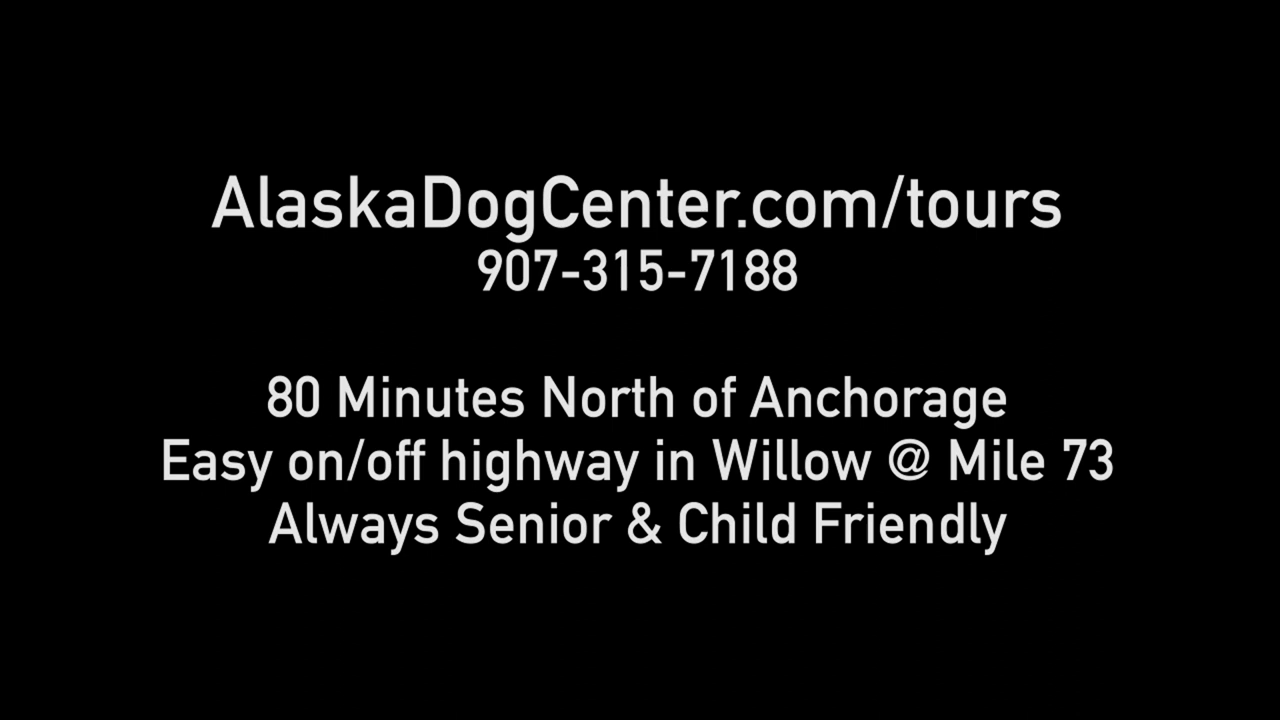 AlaskaDogCenter.com/tours
907-315-7188
80 Minutes North of Anchorage
Easy on/off highway in Willow @ Mile 73
Always Senior & Child Friendly